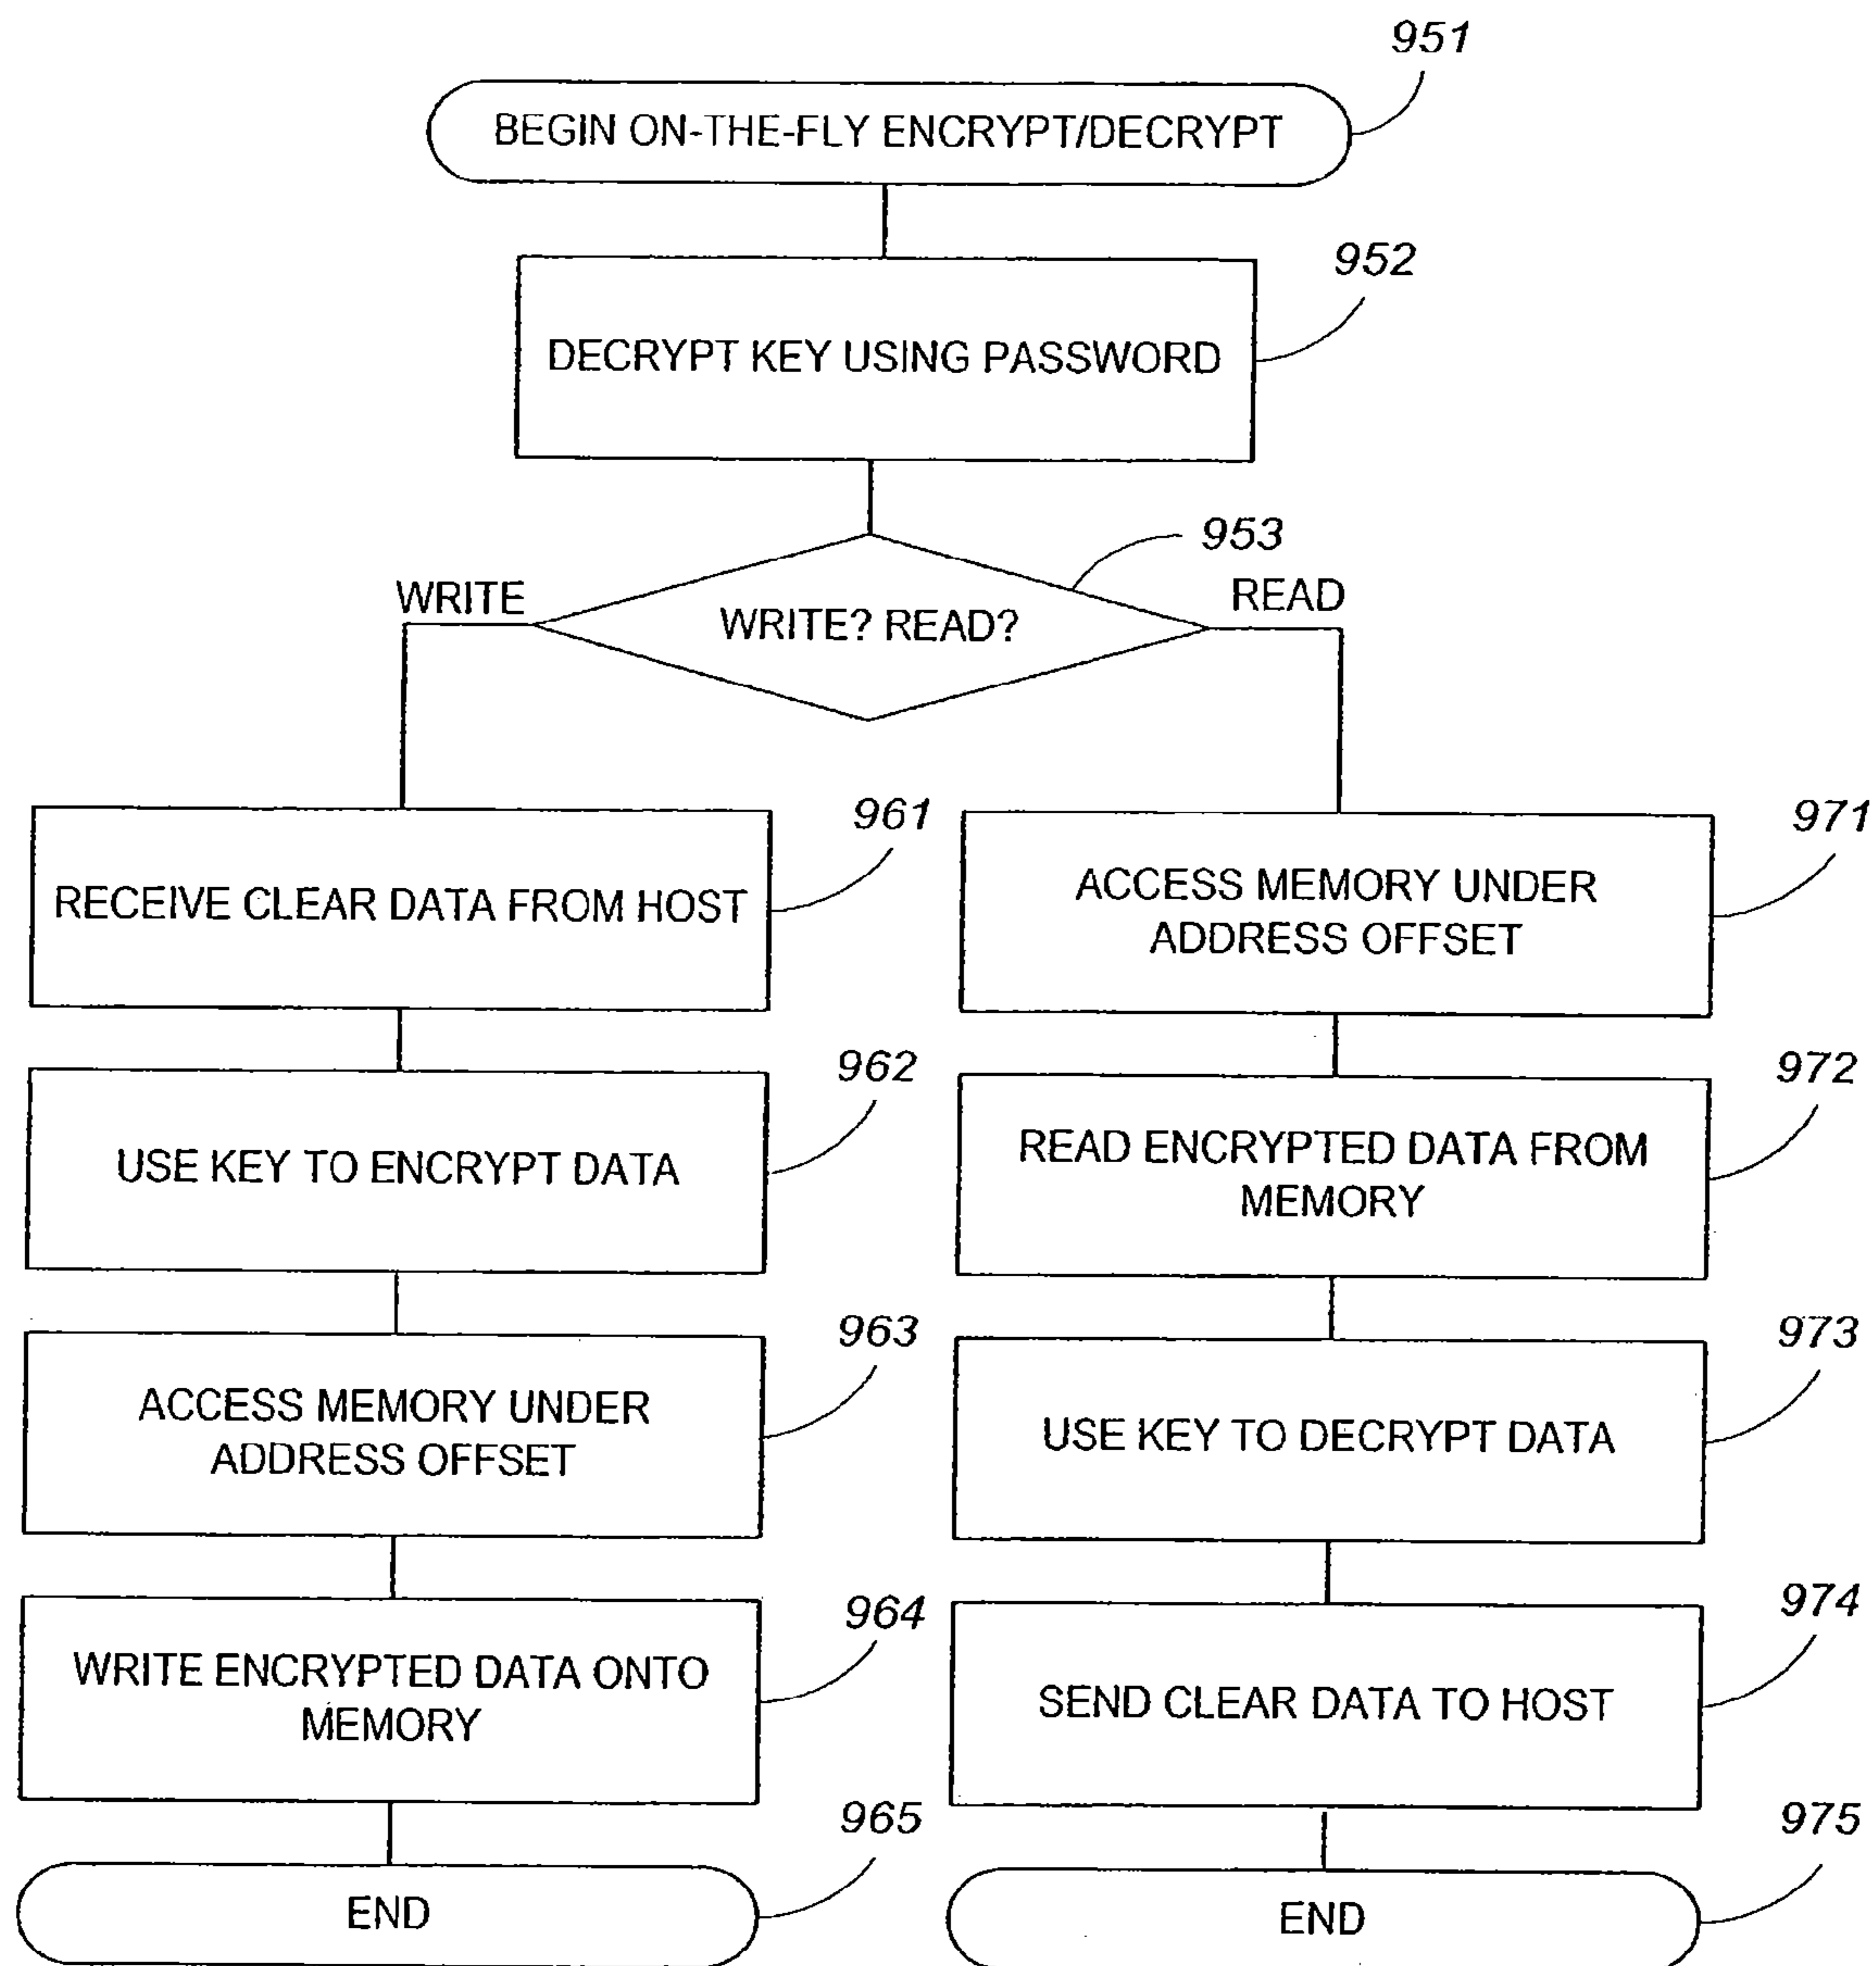 951
BEGIN ON-THE-FLY ENCRYPT/DECRYPT
952
DECRYPT KEY USING PASSWORD
953
WRITE
READ
WRITE? READ?
961
RECEIVE CLEAR DATA FROM HOST
962
USE KEY TO ENCRYPT DATA
963
ACCESS MEMORY UNDER
ADDRESS OFFSET
964
WRITE ENCRYPTED DATA ONTO
MEMORY
965
END
971
ACCESS MEMORY UNDER
ADDRESS OFFSET
972
READ ENCRYPTED DATA FROM
MEMORY
973
USE KEY TO DECRYPT DATA
974
SEND CLEAR DATA TO HOST
975
END